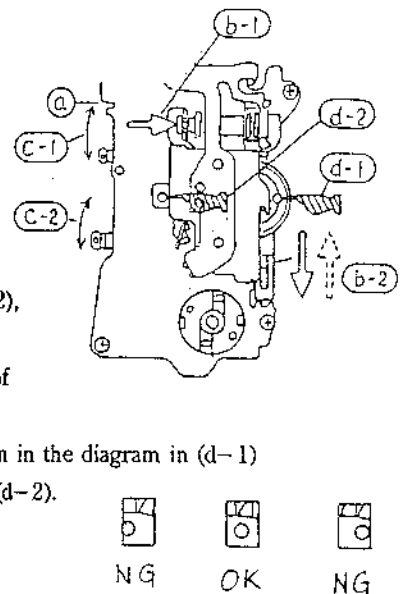 b-1
a
d-2
C-1
d-1
C-2
b-2
2),
of
n in the diagram in (d-1)
(d-2).
NG OK NG